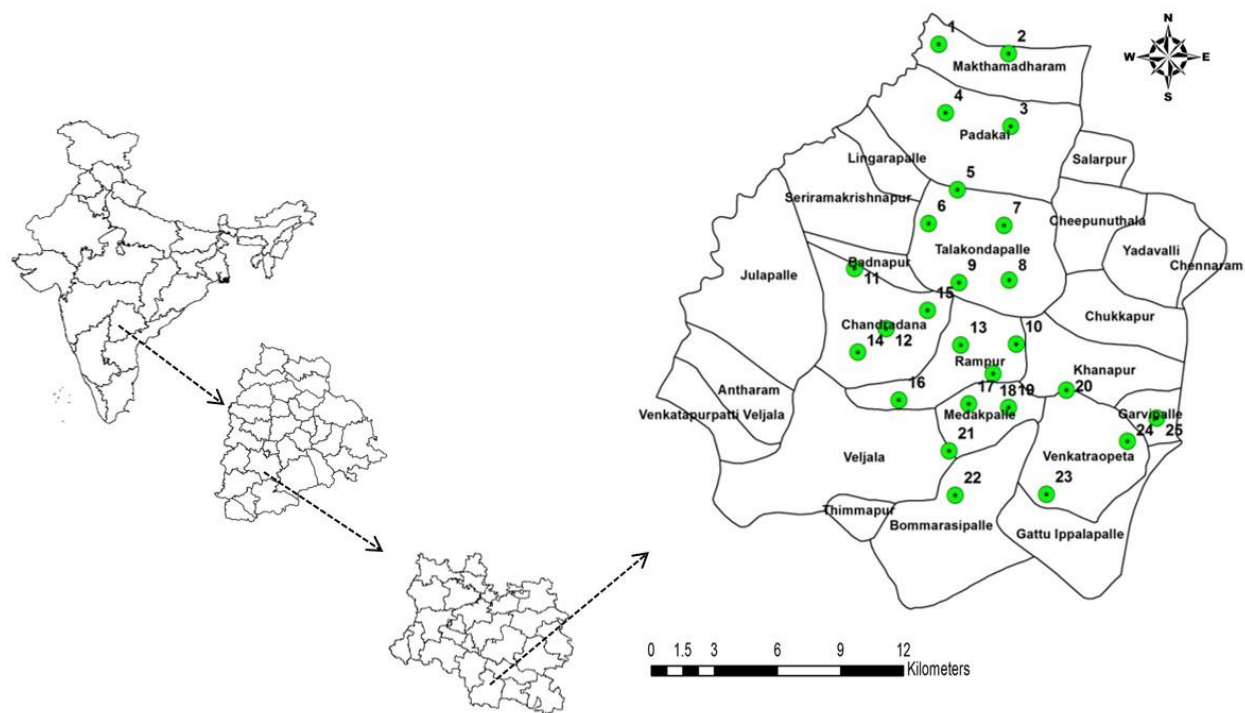 1
2
N
Makthamadharam
W
E
S
4
3
Padakal
Lingarapalle
Salarpur
5
Seriramakrishnapur
6
7
Cheepunuthala
Talakondapalle
Yadavalli
Badnapur
9
8
Chennaram
Julapalle
11
15
Chukkapur
Chandradana
13
10
14
12
Rampur
Khanapur
Antharam
16
17
18
19
20
Venkatapurpatti Veljala
Medakpalle
Garvipalle
21
24
25
Veljala
Venkatraopeta
22
23
Thimmapur
Bommarasipalle
Gattu Ippalapalle
0 1.5 3 6 9 12
Kilometers